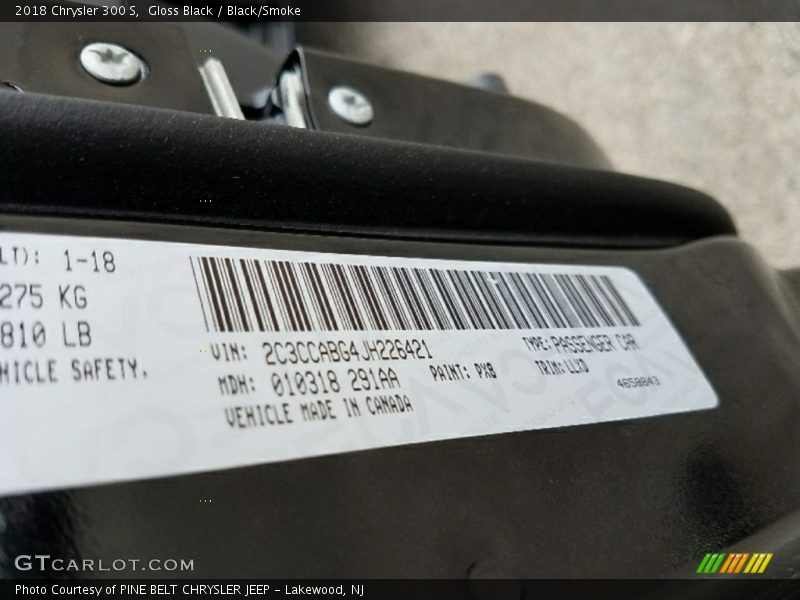 2018 Chrysler 300 S, Gloss Black / Black/Smoke
LT): 1-18
275 KG
810 LB
HICLE SAFETY.
VIN: 2C3CCABG4JH226421
TYPE: PASSENGER CAR
MDH: 010318 291AA
PAINT: PX8
TRIM: LLXD
4650843
VEHICLE MADE IN CANADA
GTCARLOT.COM
Photo Courtesy of PINE BELT CHRYSLER JEEP - Lakewood, NJ